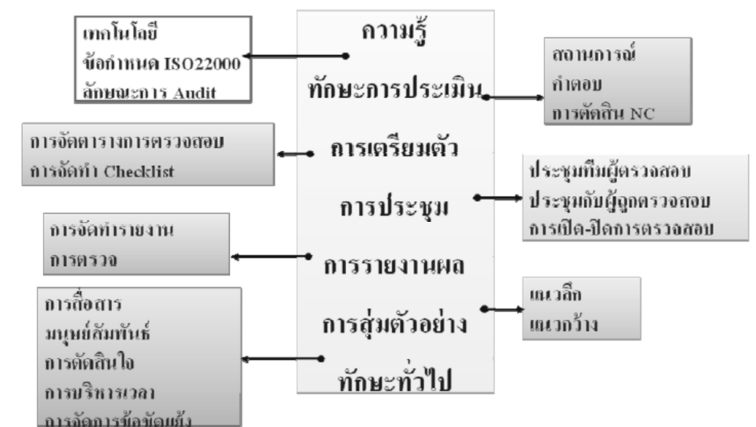 ความรู้
ทักษะการประเมิน
การเตรียมตัว
การประชุม
การรายงานผล
การสุ่มตัวอย่าง
ทักษะทั่วไป
เทคโนโลยี
ข้อกำหนด ISO22000
ลักษณะการ Audit
สถานการณ์
คำตอบ
การตัดสิน NC
การจัดตารางการตรวจสอบ
การจัดทำ Checklist
ประชุมทีมผู้ตรวจสอบ
ประชุมกับผู้ถูกตรวจสอบ
การเปิด-ปิดการตรวจสอบ
การจัดทำรายงาน
การตรวจ
แนวลึก
แนวกว้าง
การสื่อสาร
มนุษย์สัมพันธ์
การตัดสินใจ
การบริหารเวลา
การจัดการข้อขัดแย้ง